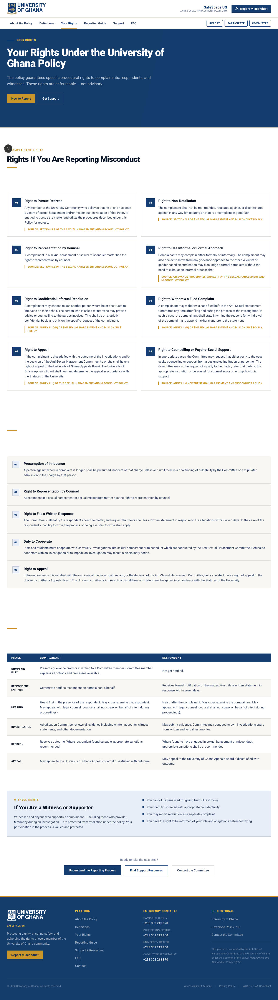 UNIVERSITY
OF GHANA
SafeSpace UG
ANTI-SEXUAL HARASSMENT PLATFORM
Report Misconduct
About the Policy
Definitions
Your Rights
Reporting Guide
Support
FAQ
REPORT
PARTICIPATE
COMMITTEE
YOUR RIGHTS
Your Rights Under the University of
Ghana Policy
The policy guarantees specific procedural rights to complainants, respondents, and
witnesses. These rights are enforceable — not advisory.
How to Report
Get Support
N
OMPLAINANT RIGHTS
Rights If You Are Reporting Misconduct
01
Right to Pursue Redress
Any member of the University Community who believes that he or she has been
a victim of sexual harassment and/or misconduct in violation of this Policy is
entitled to pursue the matter and utilize the procedures described under this
Policy for redress.
SOURCE: SECTION 5.3 OF THE SEXUAL HARASSMENT AND MISCONDUCT POLICY.
02
Right to Non-Retaliation
The complainant shall not be reprimanded, retaliated against, or discriminated
against in any way for initiating an inquiry or complaint in good faith.
SOURCE: SECTION 5.3 OF THE SEXUAL HARASSMENT AND MISCONDUCT POLICY.
03
Right to Representation by Counsel
A complainant in a sexual harassment or sexual misconduct matter has the
right to representation by counsel.
SOURCE: SECTION 5.5 OF THE SEXUAL HARASSMENT AND MISCONDUCT POLICY.
04
Right to Use Informal or Formal Approach
Complainants may complain either formally or informally. The complainant may
also decide to move from any grievance approach to the other. A victim of
gender-based discrimination may also lodge a formal complaint without the
need to exhaust an informal process first.
SOURCE: GRIEVANCE PROCEDURES, ANNEX III OF THE SEXUAL HARASSMENT AND
MISCONDUCT POLICY.
05
Right to Confidential Informal Resolution
A complainant may choose to ask another person whom he or she trusts to
intervene on their behalf. The person who is asked to intervene may provide
advice or counselling to the parties involved. This shall be on a strictly
confidential basis and only on the specific request of the complainant.
SOURCE: ANNEX III(I)(B) OF THE SEXUAL HARASSMENT AND MISCONDUCT
POLICY.
06
Right to Withdraw a Filed Complaint
A complainant may withdraw a case filed before the Anti-Sexual Harassment
Committee any time after filing and during the process of the investigation. In
such a case, the complainant shall state in writing the reasons for withdrawal
of the complaint and append his/her signature to the statement.
SOURCE: ANNEX III(B) OF THE SEXUAL HARASSMENT AND MISCONDUCT POLICY.
07
Right to Appeal
If the complainant is dissatisfied with the outcome of the investigations and/or
the decision of the Anti-Sexual Harassment Committee, he or she shall have a
right of appeal to the University of Ghana Appeals Board. The University of
Ghana Appeals Board shall hear and determine the appeal in accordance with
the Statutes of the University.
SOURCE: ANNEX III(I) OF THE SEXUAL HARASSMENT AND MISCONDUCT POLICY.
08
Right to Counselling or Psycho-Social Support
In appropriate cases, the Committee may request that either party to the case
seeks counselling or support from a designated institution or personnel. The
Committee may, at the request of a party to the matter, refer that party to the
appropriate institution or personnel for counselling or other psycho-social
support.
SOURCE: ANNEX III(L) OF THE SEXUAL HARASSMENT AND MISCONDUCT POLICY.
01
Presumption of Innocence
A person against whom a complaint is lodged shall be presumed innocent of that charge unless and until there is a final finding of culpability by the Committee or a stipulated
admission to the charge by that person.
02
Right to Representation by Counsel
A respondent in a sexual harassment or sexual misconduct matter has the right to representation by counsel.
03
Right to File a Written Response
The Committee shall notify the respondent about the matter, and request that he or she files a written statement in response to the allegations within seven days. In the case of the
respondent's inability to write, the process of being assisted to write shall apply.
04
Duty to Cooperate
Staff and students must cooperate with University investigations into sexual harassment or misconduct which are conducted by the Anti-Sexual Harassment Committee. Refusal to
cooperate with an investigation or to impede an investigation may result in disciplinary action.
05
Right to Appeal
If the respondent is dissatisfied with the outcome of the investigations and/or the decision of the Anti-Sexual Harassment Committee, he or she shall have a right of appeal to the
University of Ghana Appeals Board. The University of Ghana Appeals Board shall hear and determine the appeal in accordance with the Statutes of the University.
PHASE
COMPLAINANT
RESPONDENT
COMPLAINT
FILED
Presents grievance orally or in writing to a Committee member. Committee member
explains all options and processes available.
Not yet notified.
RESPONDENT
NOTIFIED
Committee notifies respondent on complainant's behalf.
Receives formal notification of the matter. Must file a written statement in
response within seven days.
HEARING
Heard first in the presence of the respondent. May cross-examine the respondent.
May appear with legal counsel (counsel shall not speak on behalf of client during
proceedings).
Heard after the complainant. May cross-examine the complainant. May
appear with legal counsel (counsel shall not speak on behalf of client during
proceedings).
INVESTIGATION
Adjudication Committee reviews all evidence including written accounts, witness
statements, and other documentation.
May submit evidence. Committee may conduct its own investigations apart
from written and verbal testimonies.
DECISION
Receives outcome. Where respondent found culpable, appropriate sanctions
recommended.
Where found to have engaged in sexual harassment or misconduct,
appropriate sanctions shall be recommended.
APPEAL
May appeal to the University of Ghana Appeals Board if dissatisfied with outcome.
May appeal to the University of Ghana Appeals Board if dissatisfied with
outcome.
WITNESS RIGHTS
If You Are a Witness or Supporter
Witnesses and anyone who supports a complainant — including those who provide
testimony during an investigation — are protected from retaliation under the policy. Your
participation in the process is valued and protected.
You cannot be penalised for giving truthful testimony
Your identity is treated with appropriate confidentiality
You may report retaliation as a separate complaint
You have the right to be informed of your role and obligations before testifying
Ready to take the next step?
Understand the Reporting Process
Find Support Resources
Contact the Committee
UNIVERSITY
OF GHANA
SAFESPACE UG
Protecting dignity, ensuring safety, and
upholding the rights of every member of the
University of Ghana community.
Report Misconduct
PLATFORM
About the Policy
Definitions
Your Rights
Reporting Guide
Support & Resources
FAQ
Contact
EMERGENCY CONTACTS
CAMPUS SECURITY
+233 302 213 820
COUNSELING CENTRE
+233 302 213 850
UNIVERSITY HEALTH
+233 302 213 860
COMMITTEE SECRETARIAT
+233 302 213 870
INSTITUTIONAL
University of Ghana
Download Policy PDF
Contact the Committee
This platform is operated by the Anti-Sexual
Harassment Committee of the University of Ghana
under the authority of the Sexual Harassment and
Misconduct Policy (2017).
© 2026 University of Ghana. All rights reserved.
Accessibility Statement
Privacy Policy
WCAG 2.1 AA Compliant